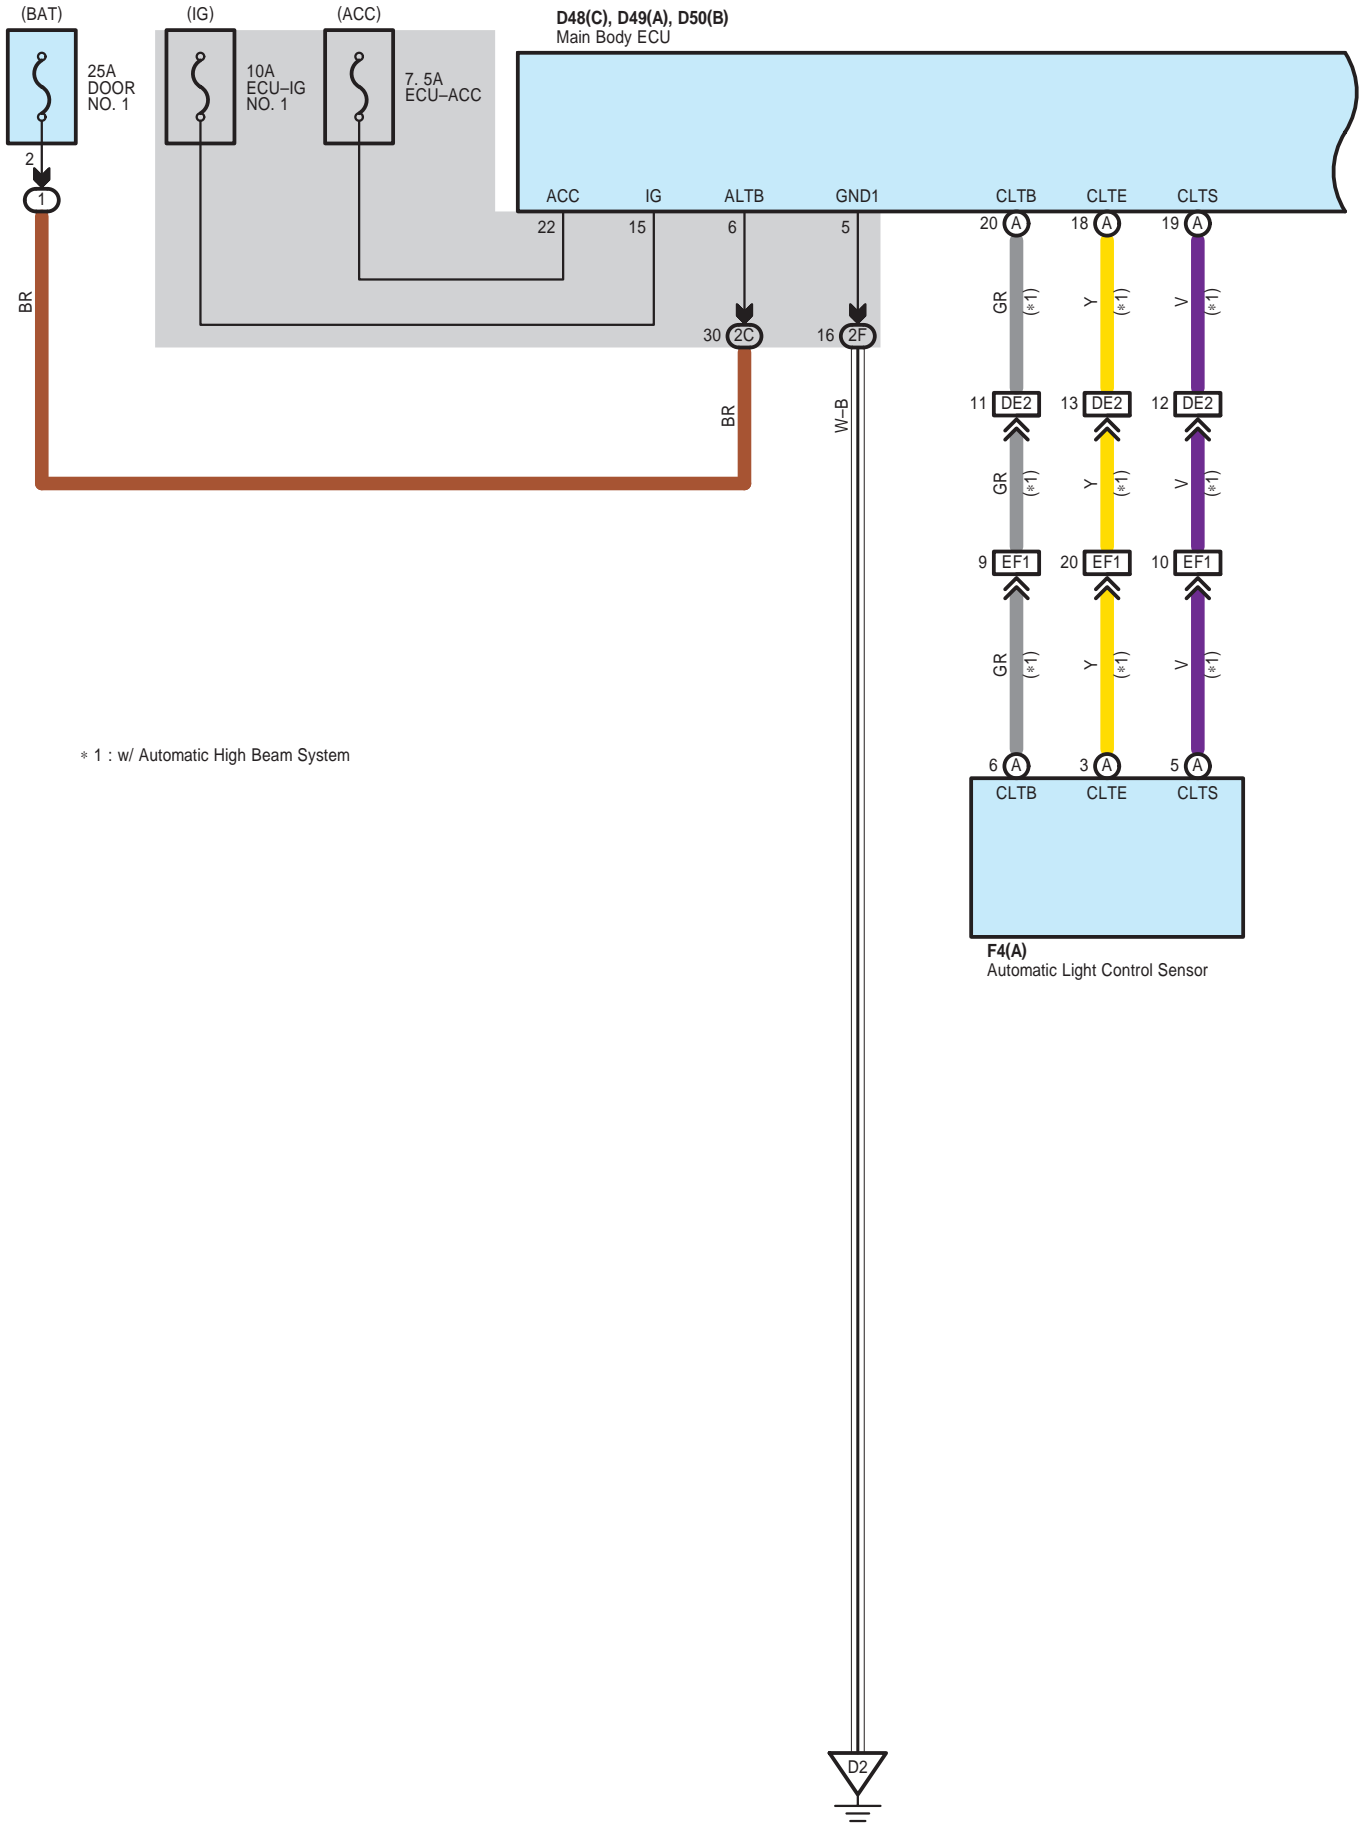 (BAT)
(IG)
(ACC)
D48(C), D49(A), D50(B)
Main Body ECU
25A
DOOR
NO. 1
10A
ECU–IG
NO. 1
7. 5A
ECU–ACC
2
1
ACC
IG
ALTB
GND1
CLTB
CLTE
CLTS
22
15
6
5
20 A
18 A
19 A
BR
GR
(*1)
Y
(*1)
V
(*1)
30 2C
16 2F
BR
W–B
11 DE2
13 DE2
12 DE2
GR
(*1)
Y
(*1)
V
(*1)
9 EF1
20 EF1
10 EF1
GR
(*1)
Y
(*1)
V
(*1)
* 1 : w/ Automatic High Beam System
6 A
3 A
5 A
CLTB
CLTE
CLTS
F4(A)
Automatic Light Control Sensor
D2